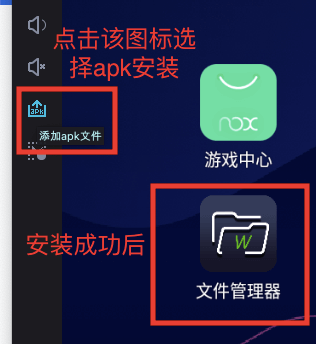 点击该图标选
择apk安装
apk
添加apk文件
nox
游戏中心
安装成功后
W
文件管理器